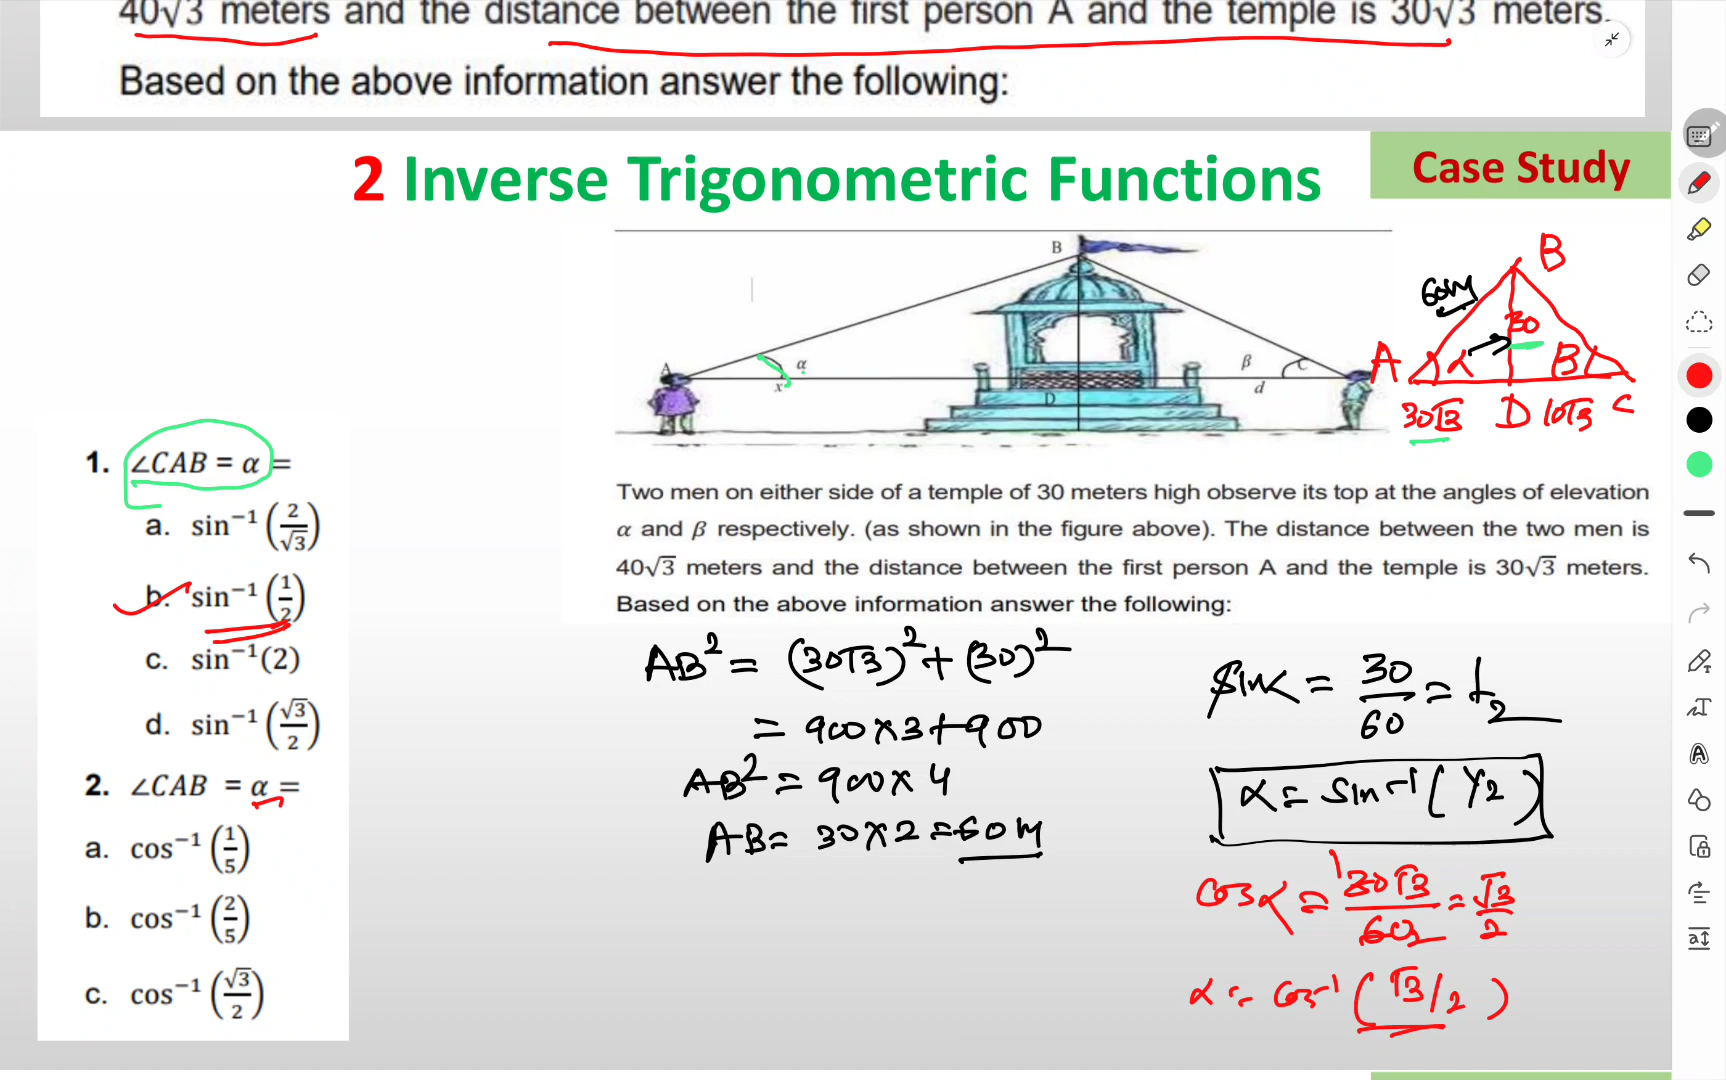 40√3 meters and the distance between the first person A and the temple is 30√3 meters.
Based on the above information answer the following:
2 Inverse Trigonometric Functions
Case Study
B
A
α
x
D
β
C
d
B
60M
30
A
α
B
30√3
D
10√3
C
1. ∠CAB = α =
a. sin⁻¹(2/√3)
b. sin⁻¹(1/2)
c. sin⁻¹(2)
d. sin⁻¹(√3/2)
2. ∠CAB = α =
a. cos⁻¹(1/5)
b. cos⁻¹(2/5)
c. cos⁻¹(√3/2)
Two men on either side of a temple of 30 meters high observe its top at the angles of elevation
α and β respectively. (as shown in the figure above). The distance between the two men is
40√3 meters and the distance between the first person A and the temple is 30√3 meters.
Based on the above information answer the following:
AB² = (30√3)² + (30)²
= 900 × 3 + 900
AB² = 900 × 4
AB = 30 × 2 = 60M
Sinα = 30/60 = 1/2
α = Sin⁻¹(1/2)
cosα = 30√3/60 = √3/2
α = cos⁻¹(√3/2)